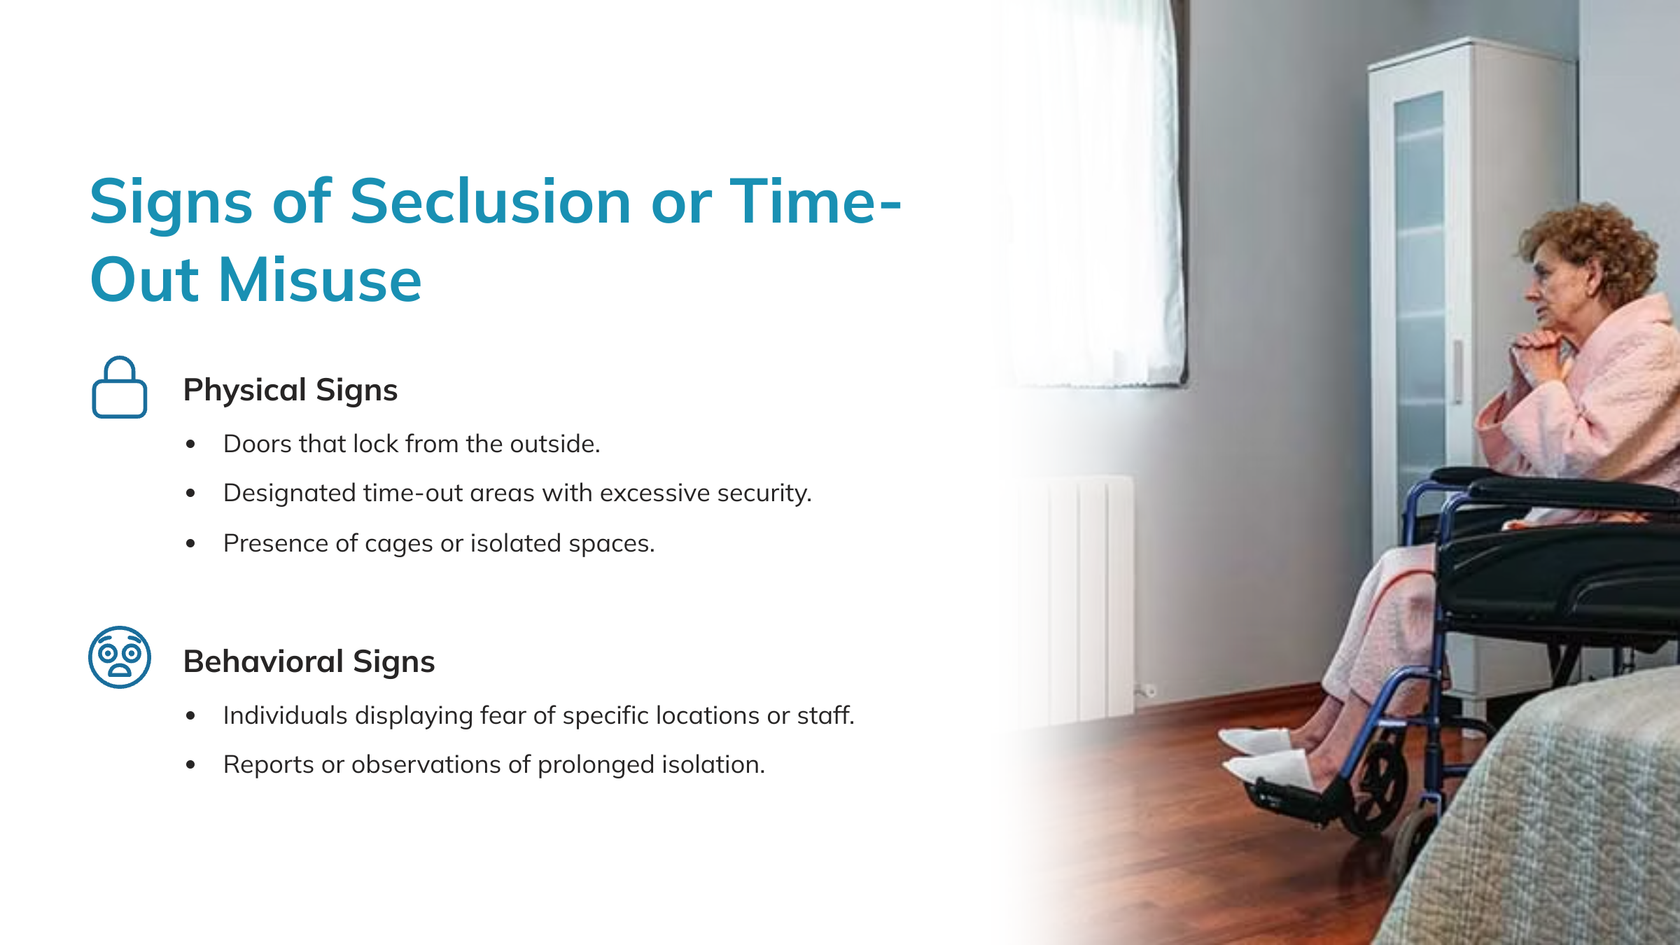 Signs of Seclusion or Time-
Out Misuse
Physical Signs
• Doors that lock from the outside.
• Designated time-out areas with excessive security.
• Presence of cages or isolated spaces.
Behavioral Signs
• Individuals displaying fear of specific locations or staff.
• Reports or observations of prolonged isolation.